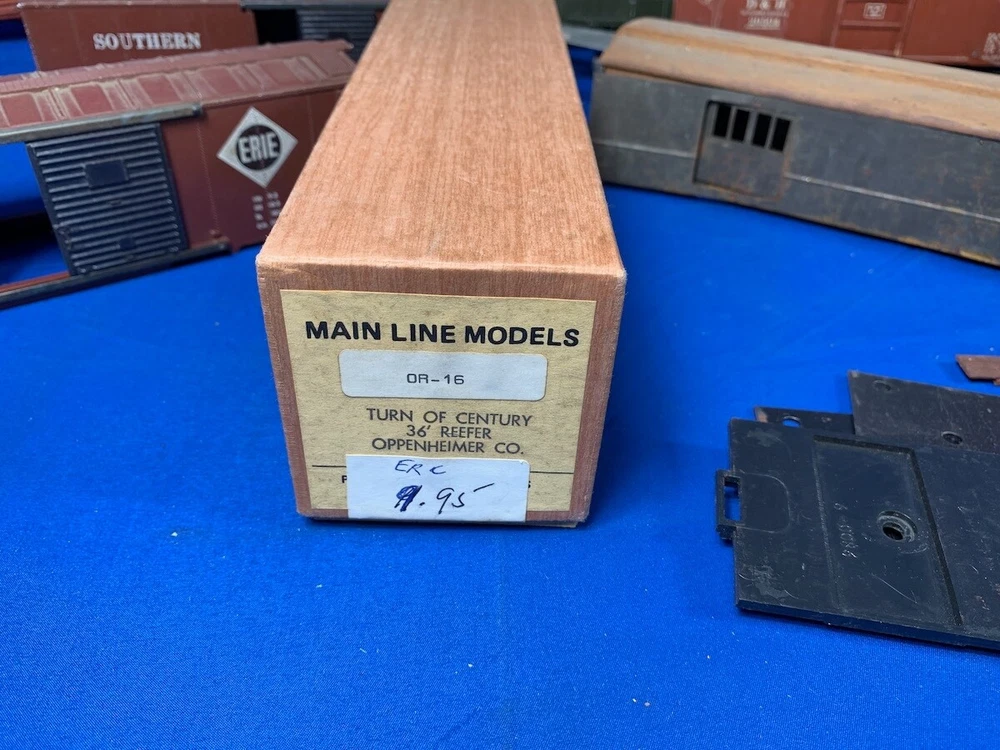 SOUTHERN
ERIE
MAIN LINE MODELS
OR-16
TURN OF CENTURY
36' REEFER
OPPENHEIMER CO.
ERC
9.95